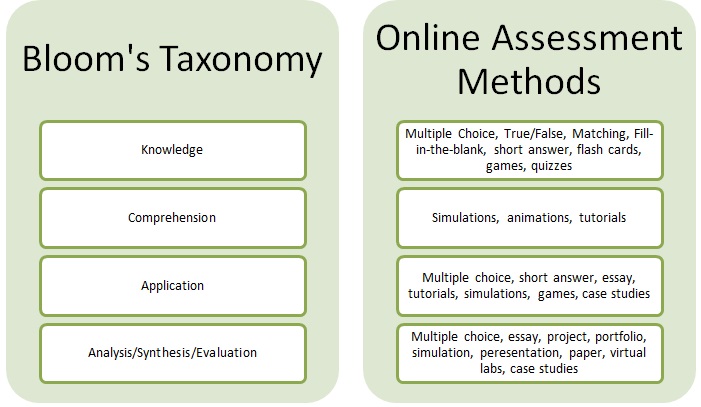 Bloom's Taxonomy
Knowledge
Comprehension
Application
Analysis/Synthesis/Evaluation
Online Assessment
Methods
Multiple Choice, True/False, Matching, Fill-
in-the-blank, short answer, flash cards,
games, quizzes
Simulations, animations, tutorials
Multiple choice, short answer, essay,
tutorials, simulations, games, case studies
Multiple choice, essay, project, portfolio,
simulation, peresentation, paper, virtual
labs, case studies